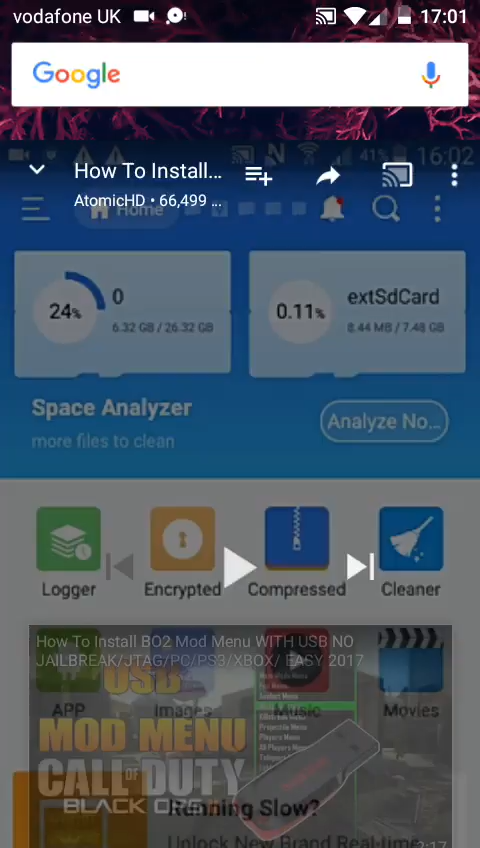 vodafone UK
17:01
Google
41% 16:02
How To Install...
AtomicHD • 66,499 ...
Home
24%
0
6.32 GB / 26.32 GB
0.11%
extSdCard
8.44 MB / 7.48 GB
Space Analyzer
more files to clean
Analyze No...
Logger
Encrypted
Compressed
Cleaner
How To Install BO2 Mod Menu WITH USB NO
JAILBREAK/JTAG/PC/PS3/XBOX/ EASY 2017
APP
Images
Music
Movies
USB
MOD MENU
CALL OF DUTY
BLACK OPS
Running Slow?
Unlock New Brand Real-time
2:17